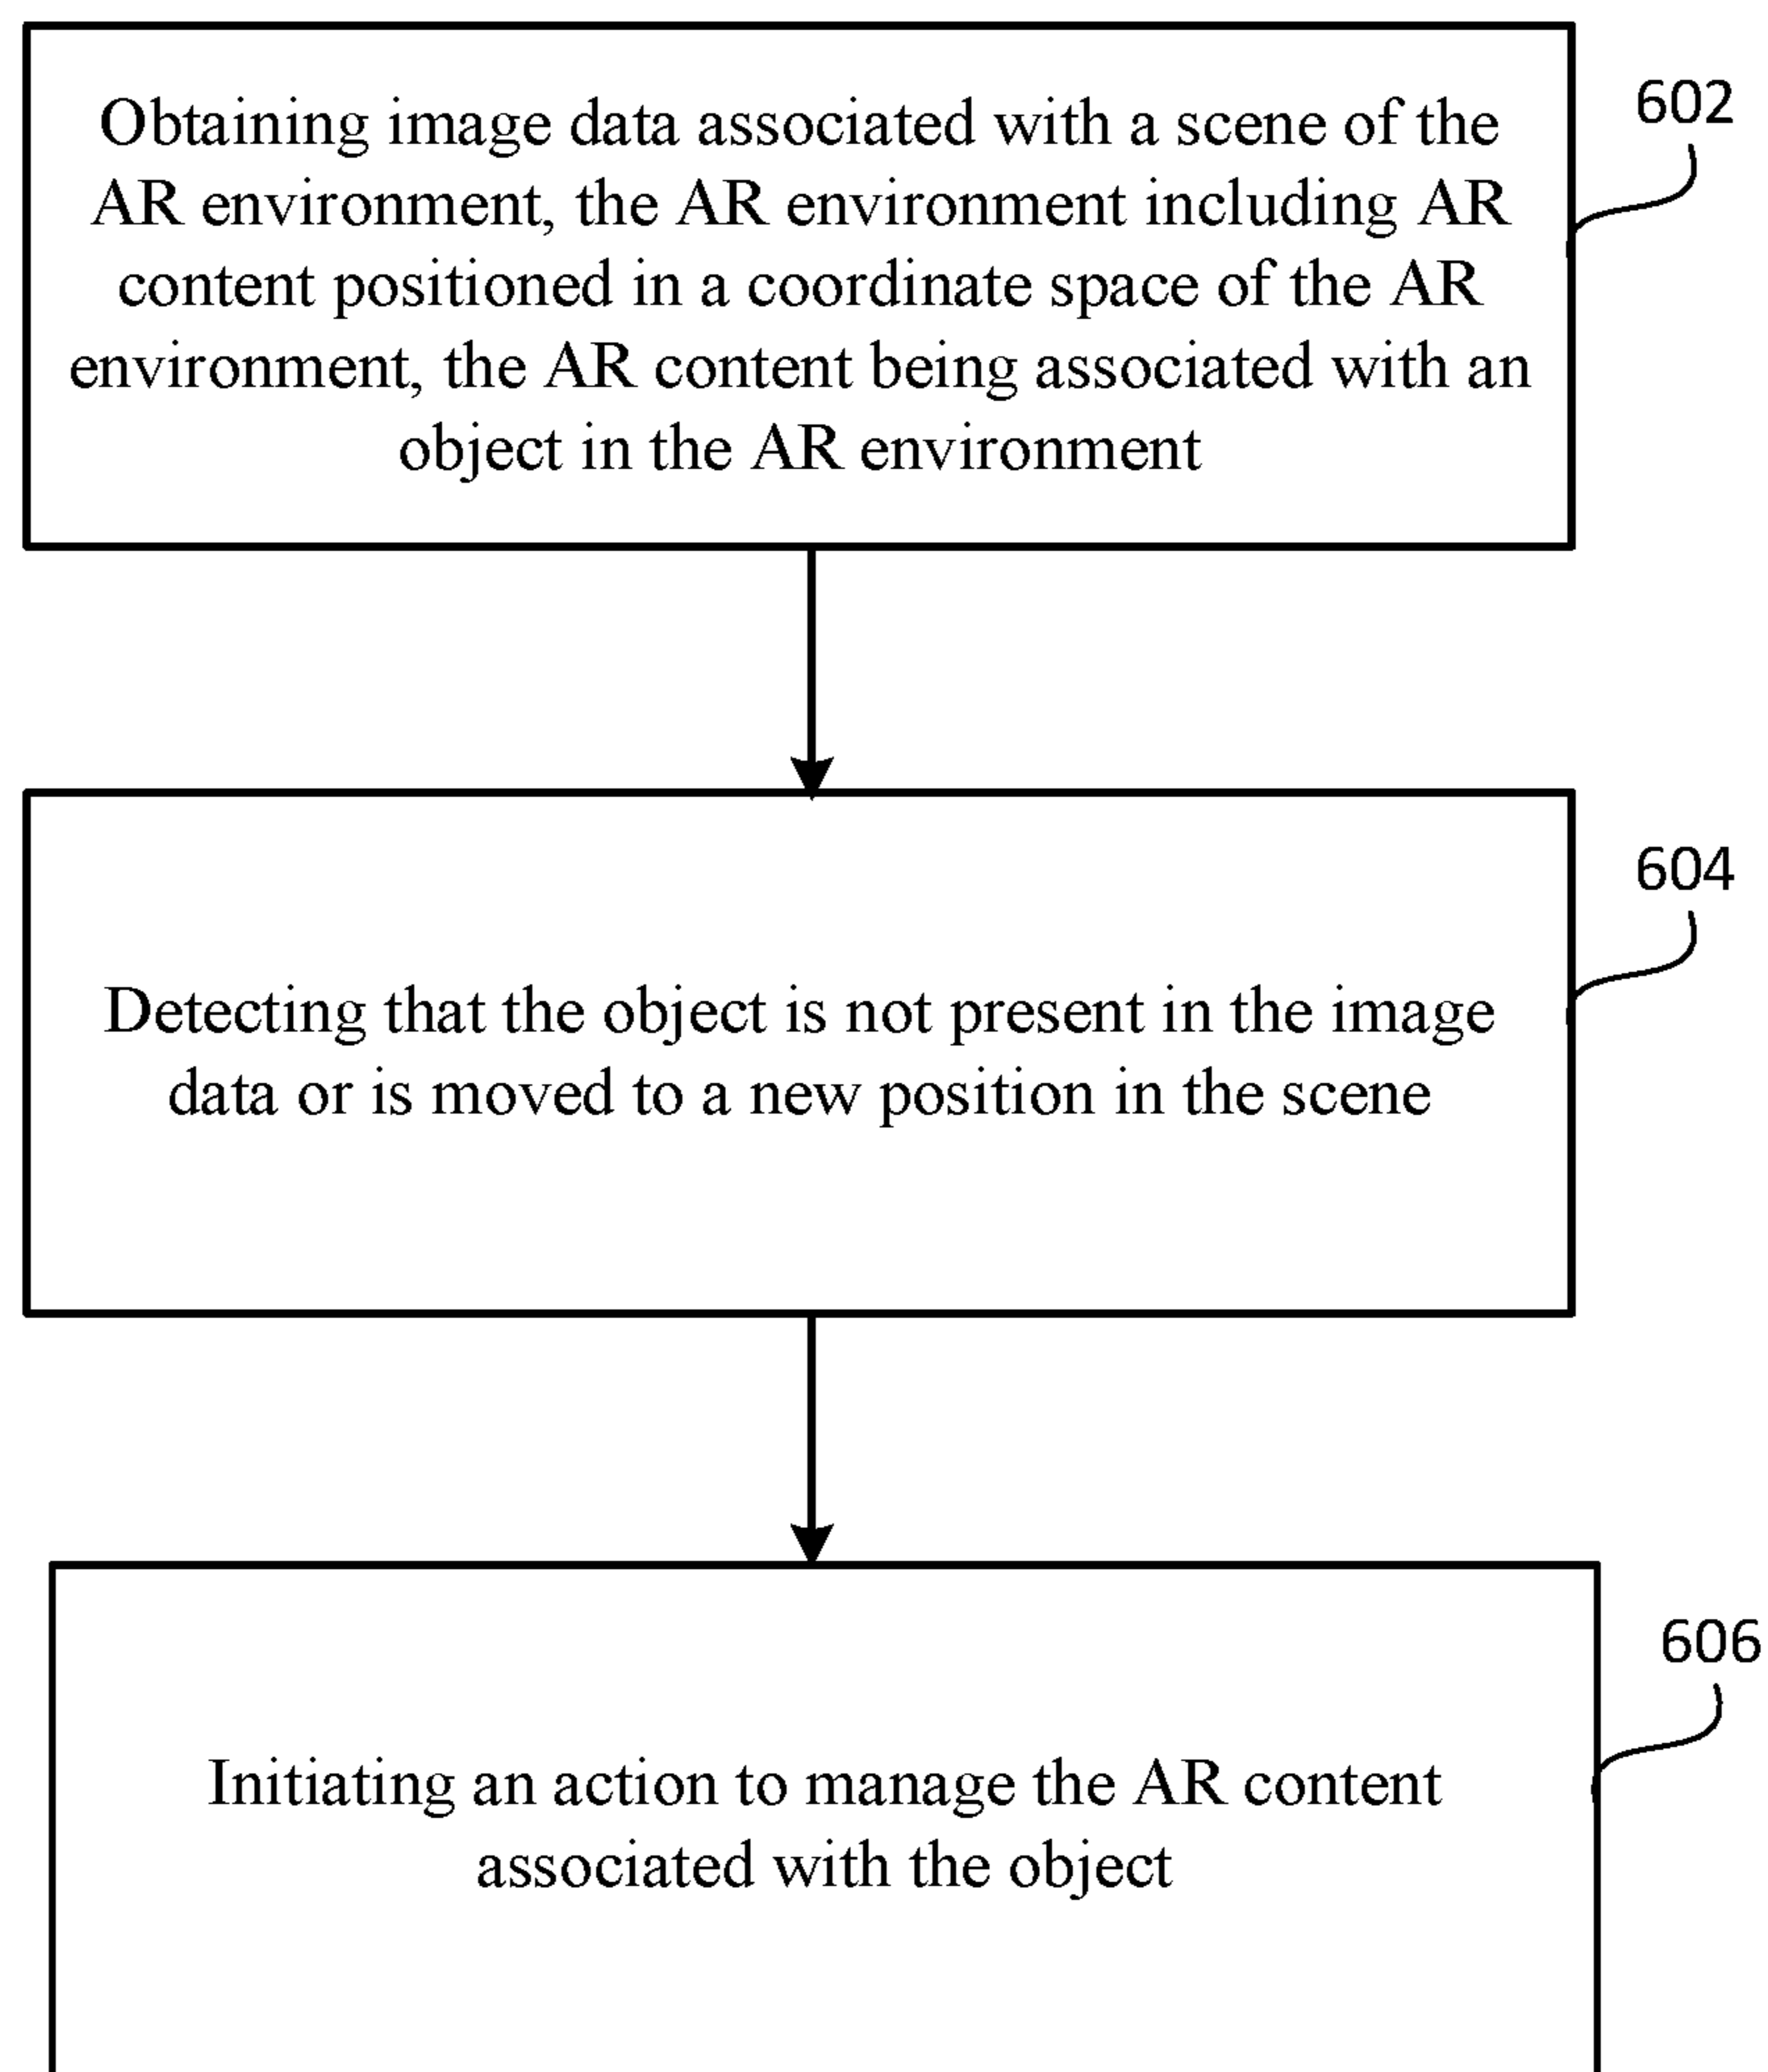 Obtaining image data associated with a scene of the
AR environment, the AR environment including AR
content positioned in a coordinate space of the AR
environment, the AR content being associated with an
object in the AR environment
602
Detecting that the object is not present in the image
data or is moved to a new position in the scene
604
Initiating an action to manage the AR content
associated with the object
606